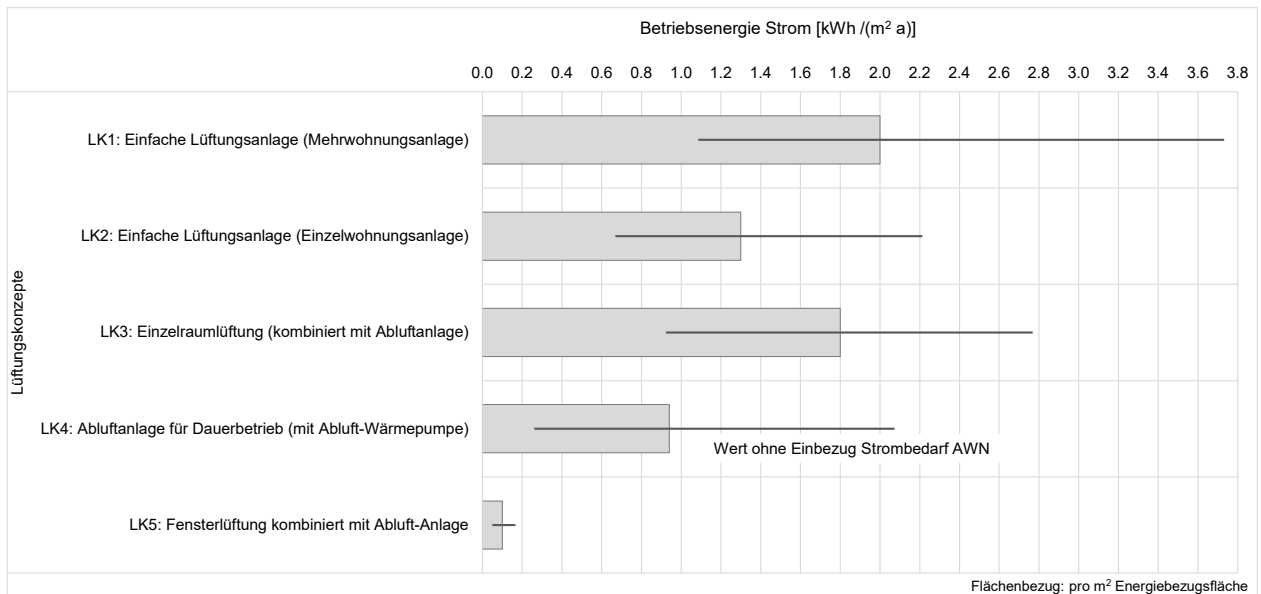 Betriebsenergie Strom [kWh /(m² a)]
0.0 0.2 0.4 0.6 0.8 1.0 1.2 1.4 1.6 1.8 2.0 2.2 2.4 2.6 2.8 3.0 3.2 3.4 3.6 3.8
Lüftungskonzepte
LK1: Einfache Lüftungsanlage (Mehrwohnungsanlage)
LK2: Einfache Lüftungsanlage (Einzelwohnungsanlage)
LK3: Einzelraumlüftung (kombiniert mit Abluftanlage)
LK4: Abluftanlage für Dauerbetrieb (mit Abluft-Wärmepumpe)
Wert ohne Einbezug Strombedarf AWN
LK5: Fensterlüftung kombiniert mit Abluft-Anlage
Flächenbezug: pro m² Energiebezugsfläche